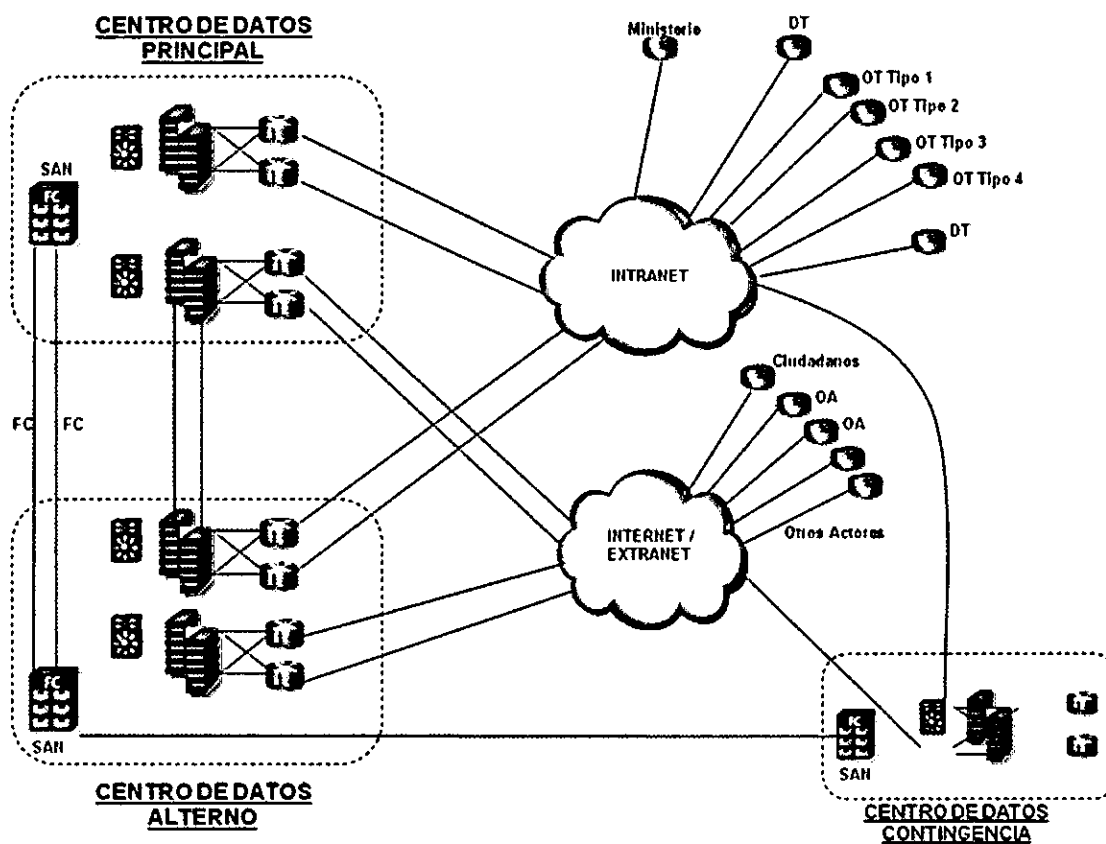 CENTRO DE DATOS
PRINCIPAL
Ministerio
DT
OT Tipo 1
OT Tipo 2
OT Tipo 3
OT Tipo 4
DT
SAN
FC
INTRANET
FC
FC
Ciudadanos
OA
OA
Otros Actores
INTERNET /
EXTRANET
FC
SAN
SAN
CENTRO DE DATOS
ALTERNO
CENTRO DE DATOS
CONTINGENCIA